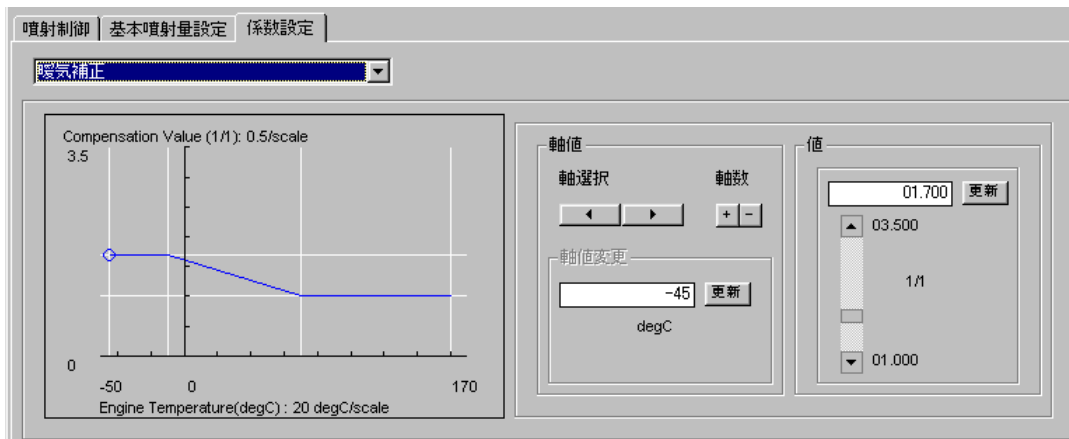 噴射制御 基本噴射量設定 係数設定
暖気補正
Compensation Value (1/1): 0.5/scale
3.5
0
-50 0 170
Engine Temperature(degC) : 20 degC/scale
軸値
軸選択 軸数
+ -
軸値変更
-45 更新
degC
値
01.700 更新
03.500
1/1
01.000